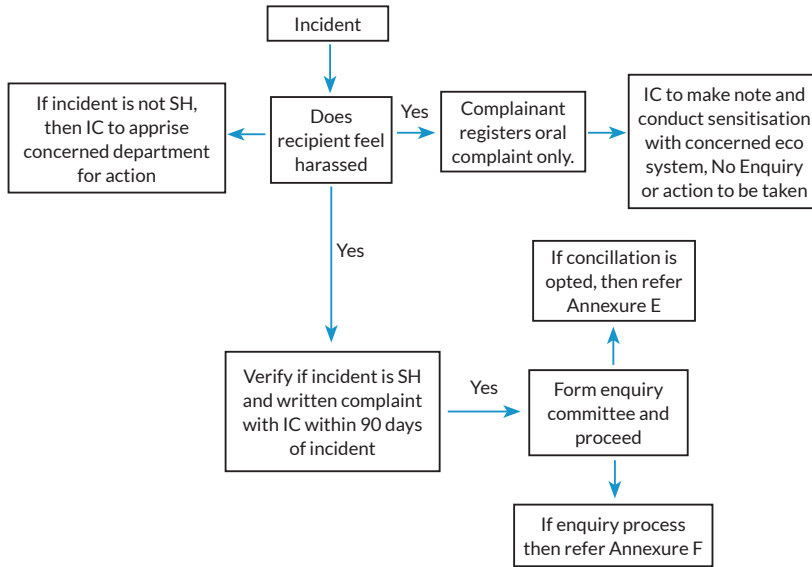 Incident
If incident is not SH,
then IC to apprise
concerned department
for action
Does
recipient feel
harassed
Yes
Complainant
registers oral
complaint only.
IC to make note and
conduct sensitisation
with concerned eco
system, No Enquiry
or action to be taken
Yes
If concillation is
opted, then refer
Annexure E
Verify if incident is SH
and written complaint
with IC within 90 days
of incident
Yes
Form enquiry
committee and
proceed
If enquiry process
then refer Annexure F